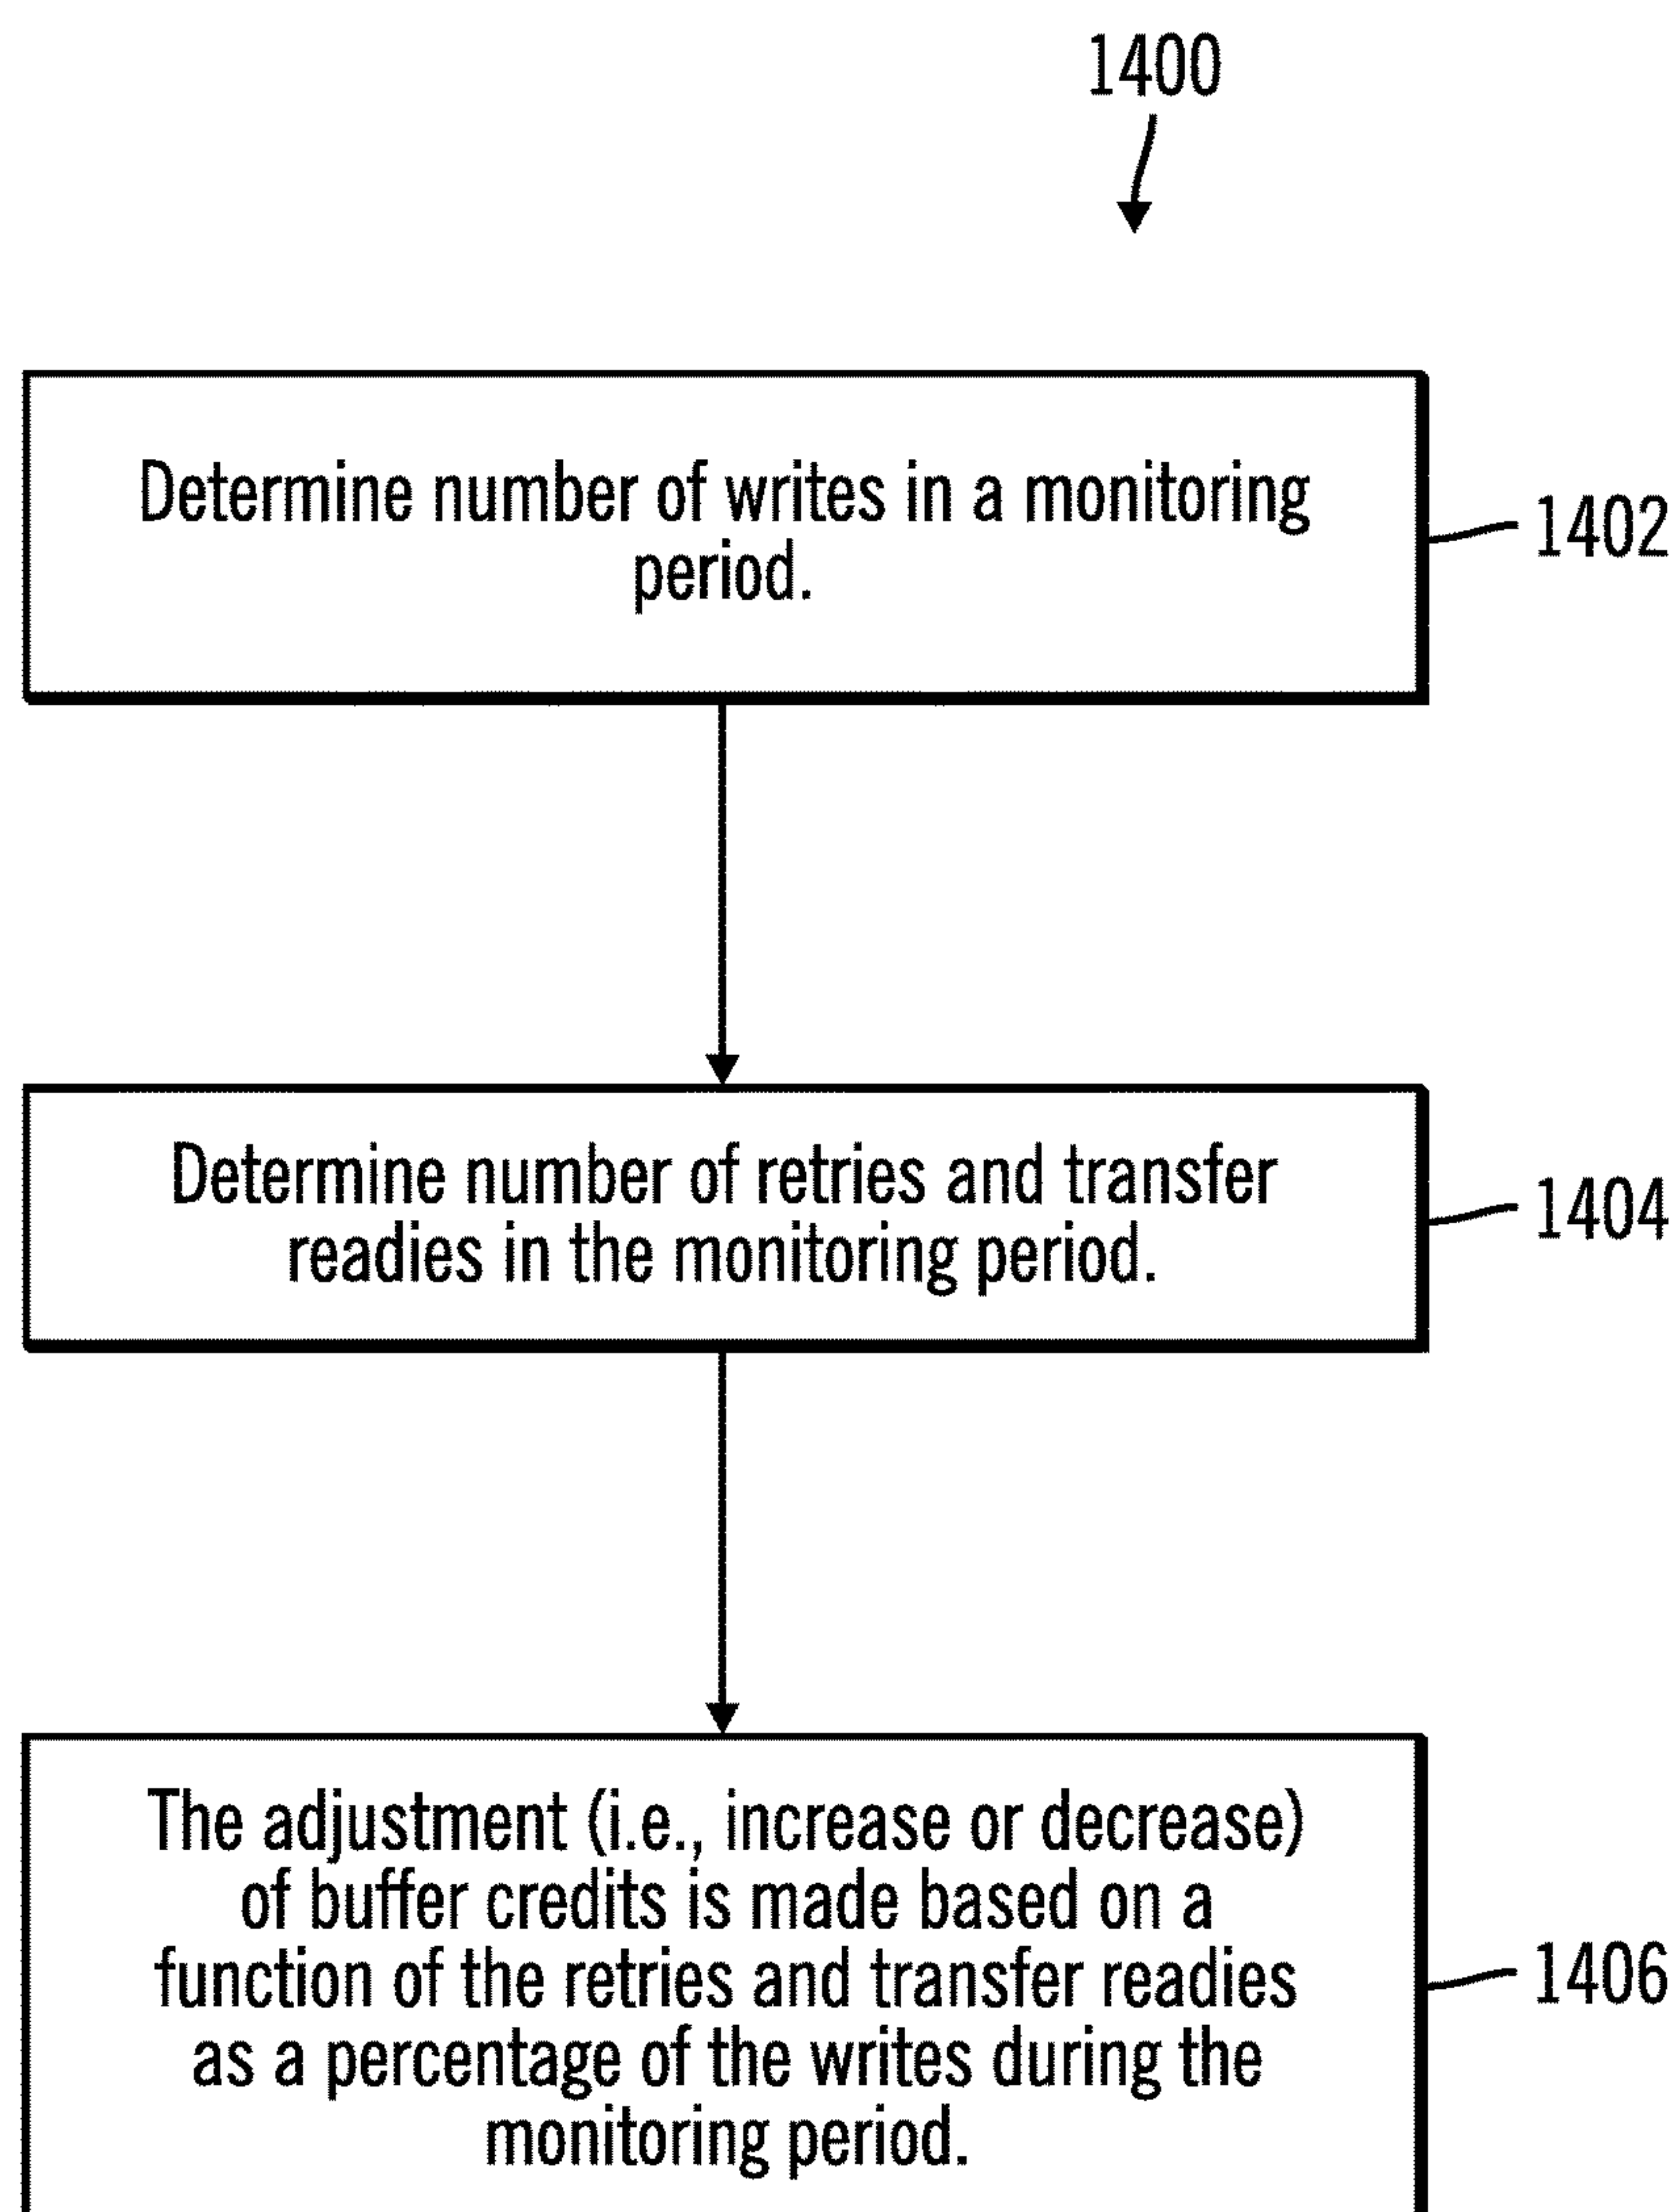 1400
Determine number of writes in a monitoring
period.
1402
Determine number of retries and transfer
readies in the monitoring period.
1404
The adjustment (i.e., increase or decrease)
of buffer credits is made based on a
function of the retries and transfer readies
as a percentage of the writes during the
monitoring period.
1406